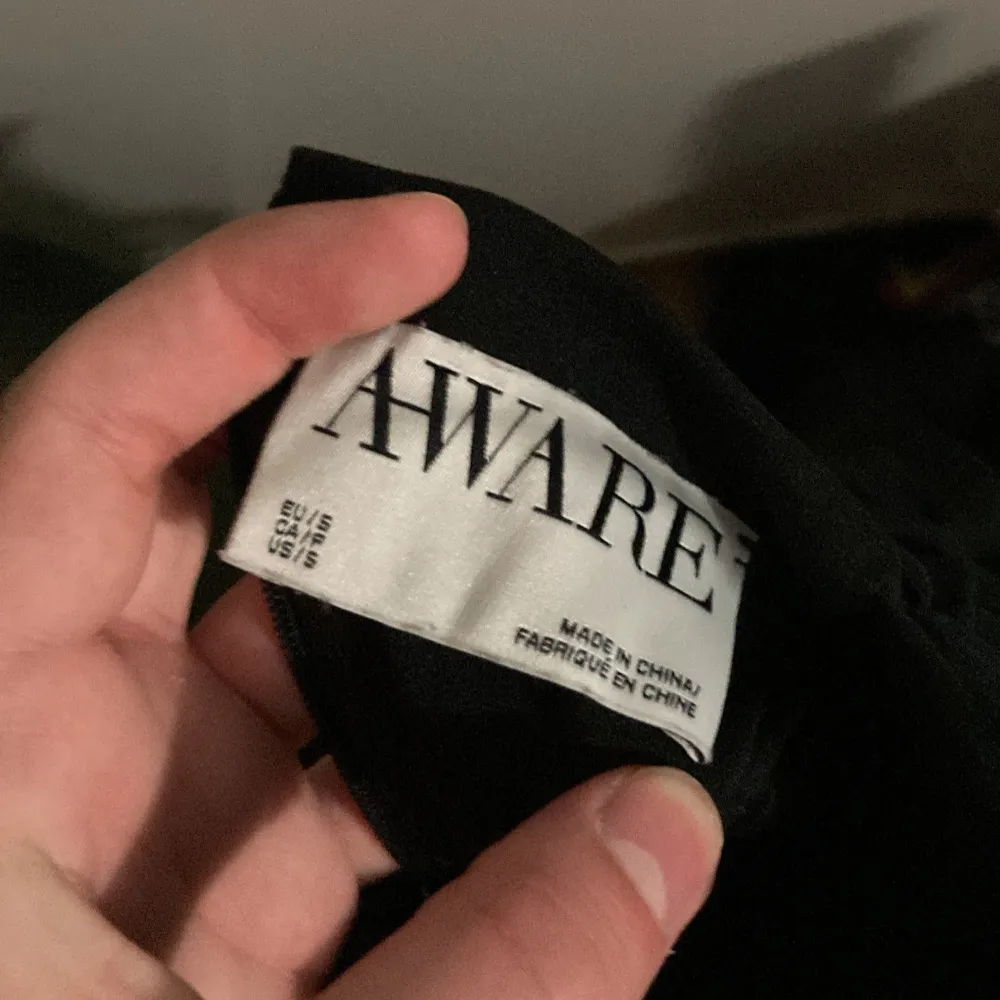 AWARE
EU/S
CA/P
US/S
MADE IN CHINA/
FABRIQUÉ EN CHINE